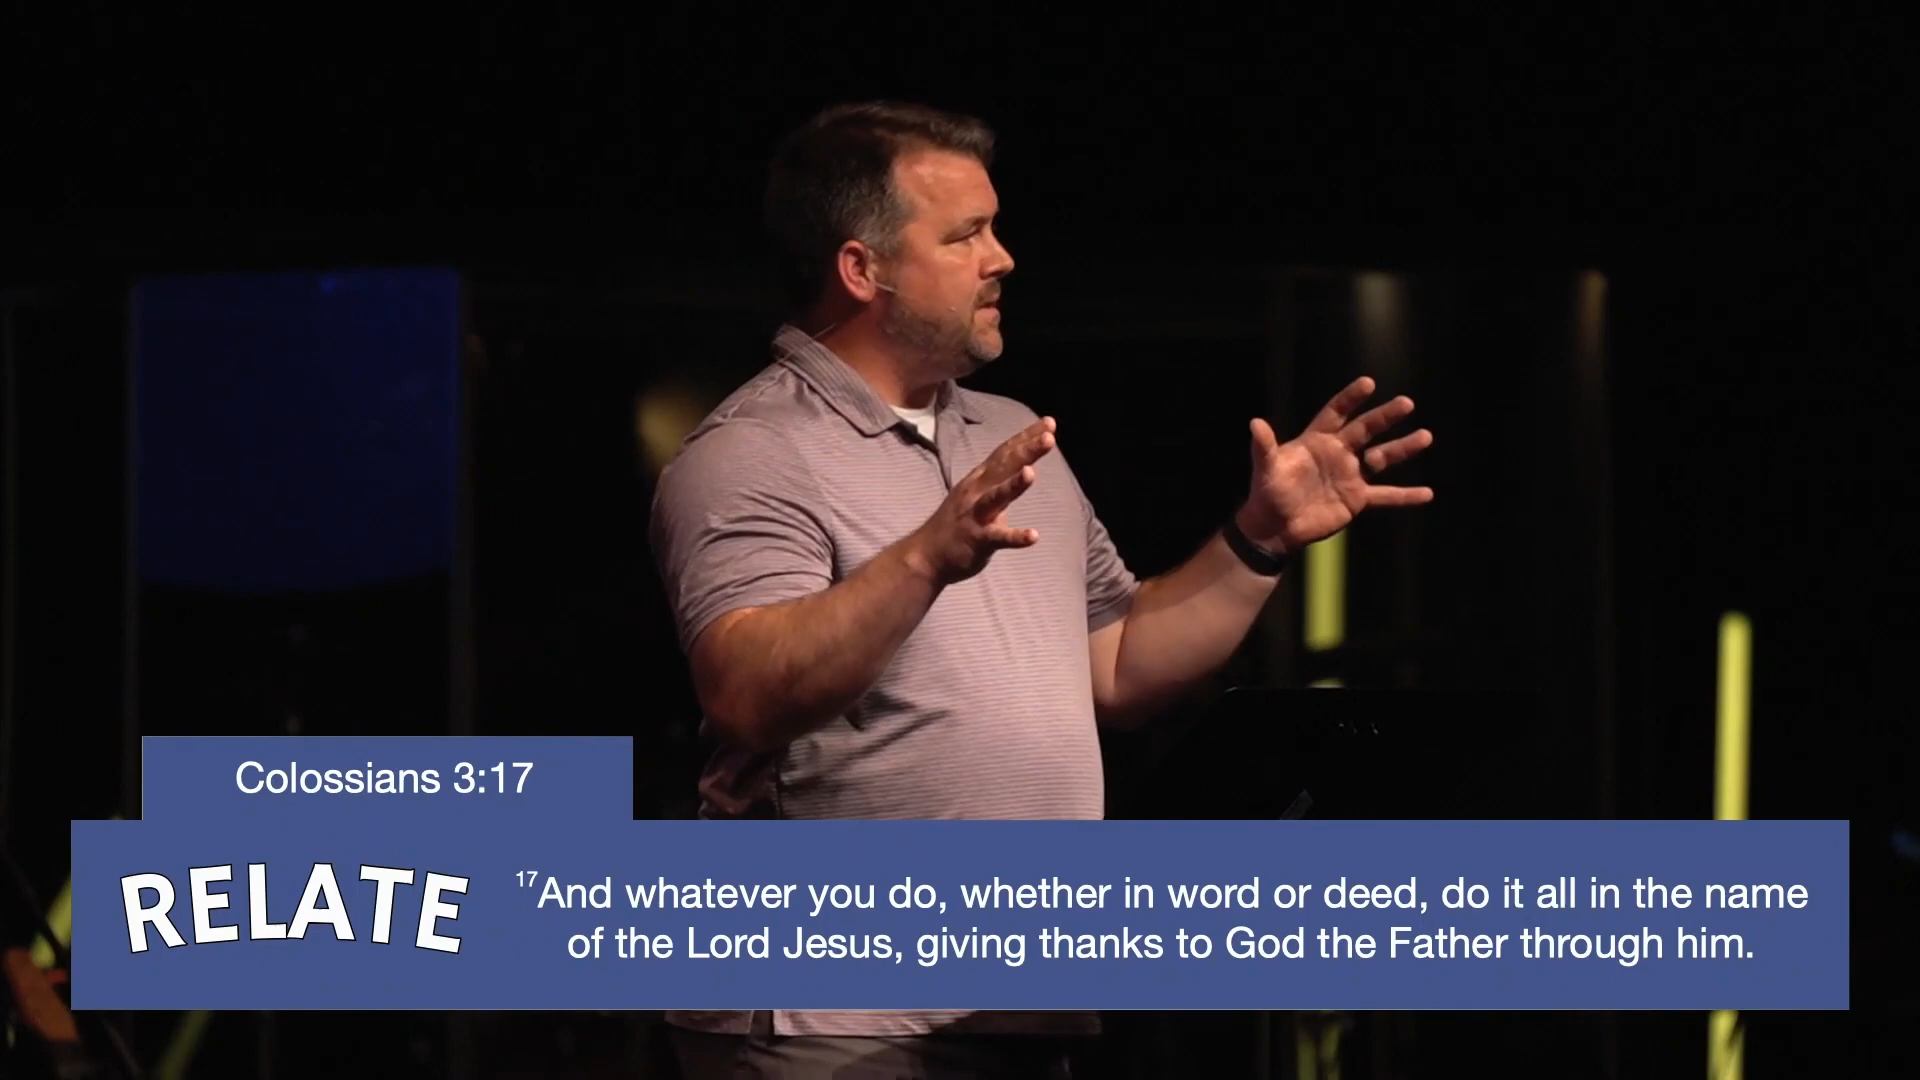 Colossians 3:17
RELATE
17And whatever you do, whether in word or deed, do it all in the name
of the Lord Jesus, giving thanks to God the Father through him.